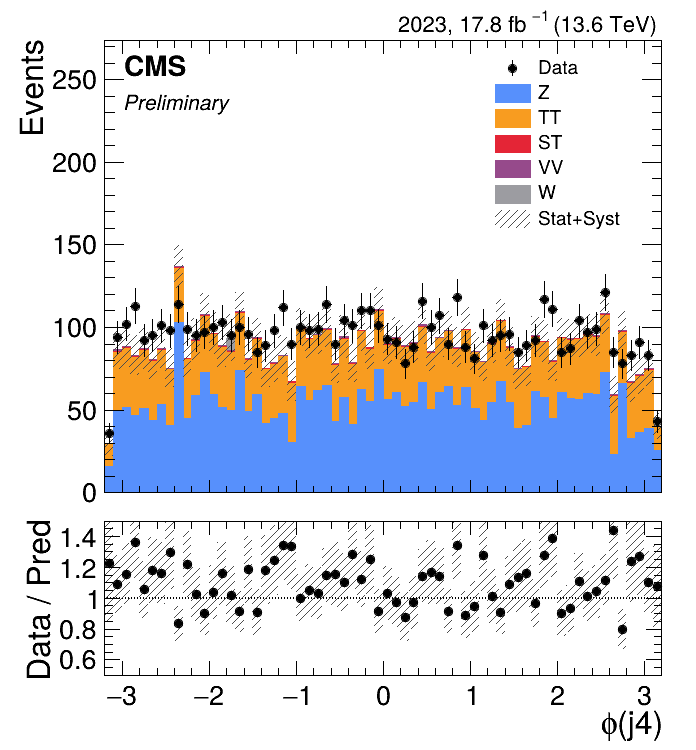 2023, 17.8 fb⁻¹ (13.6 TeV)
CMS
Preliminary
Data
Z
TT
ST
VV
W
Stat+Syst
Events
250
200
150
100
50
0
Data / Pred
1.4
1.2
1
0.8
0.6
−3 −2 −1 0 1 2 3
ϕ(j4)